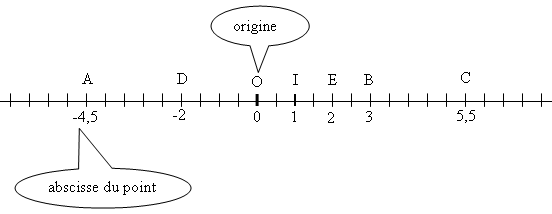 origine
A D O I E B C
-4,5 -2 0 1 2 3 5,5
abscisse du point